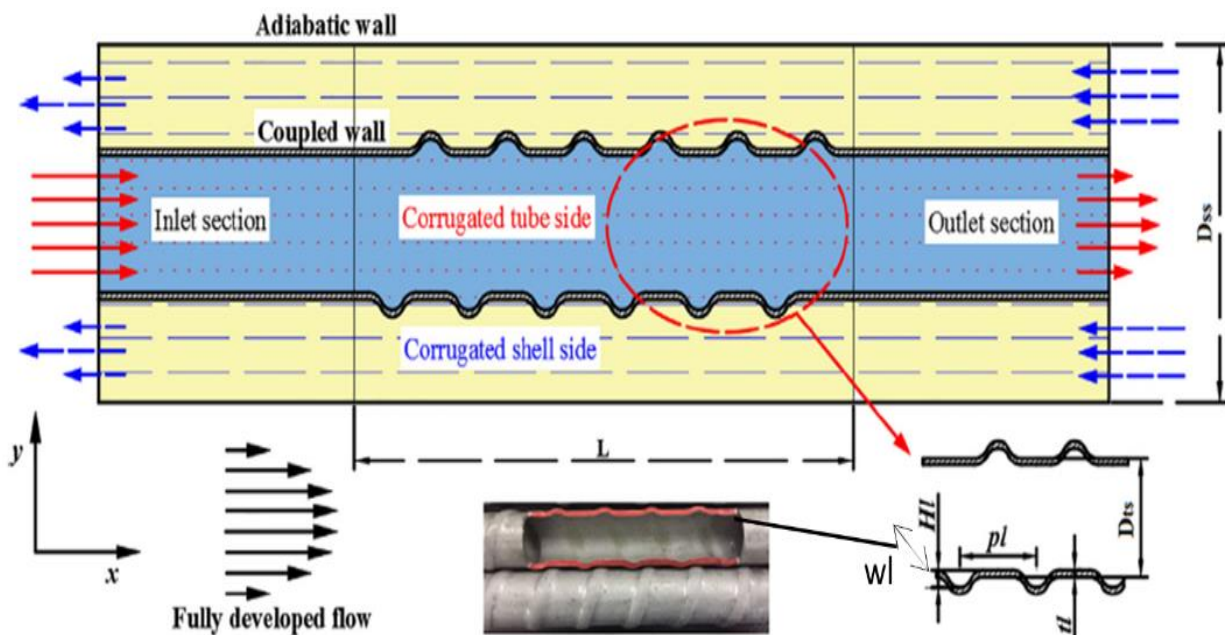 Adiabatic wall
Coupled wall
Inlet section
Corrugated tube side
Outlet section
Dss
Corrugated shell side
L
y
x
Fully developed flow
wl
Hl
pl
Dts
tl